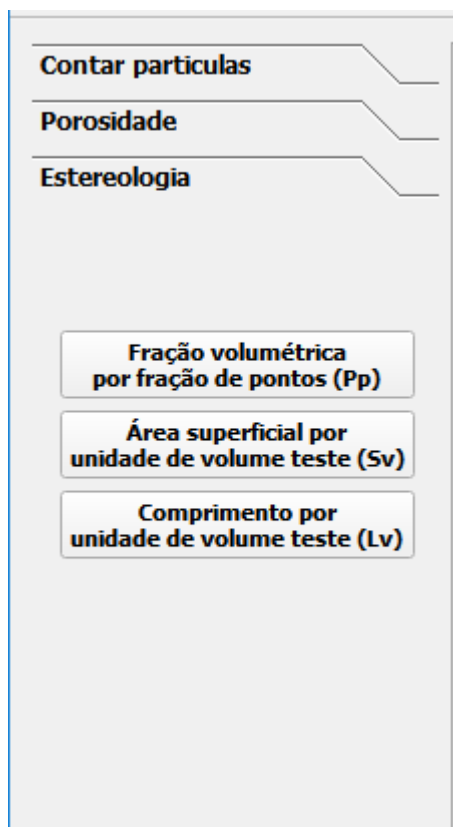 Contar particulas
Porosidade
Estereologia
Fração volumétrica
por fração de pontos (Pp)
Área superficial por
unidade de volume teste (Sv)
Comprimento por
unidade de volume teste (Lv)